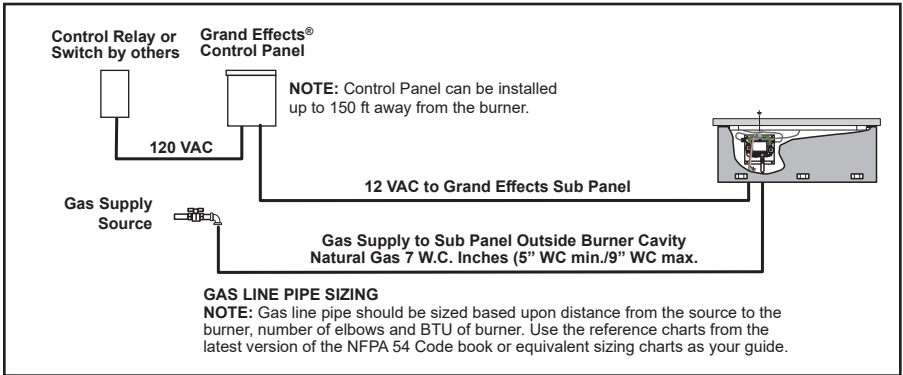 Control Relay or
Switch by others
Grand Effects®
Control Panel
NOTE: Control Panel can be installed
up to 150 ft away from the burner.
120 VAC
12 VAC to Grand Effects Sub Panel
Gas Supply
Source
Gas Supply to Sub Panel Outside Burner Cavity
Natural Gas 7 W.C. Inches (5” WC min./9” WC max.
GAS LINE PIPE SIZING
NOTE: Gas line pipe should be sized based upon distance from the source to the
burner, number of elbows and BTU of burner. Use the reference charts from the
latest version of the NFPA 54 Code book or equivalent sizing charts as your guide.